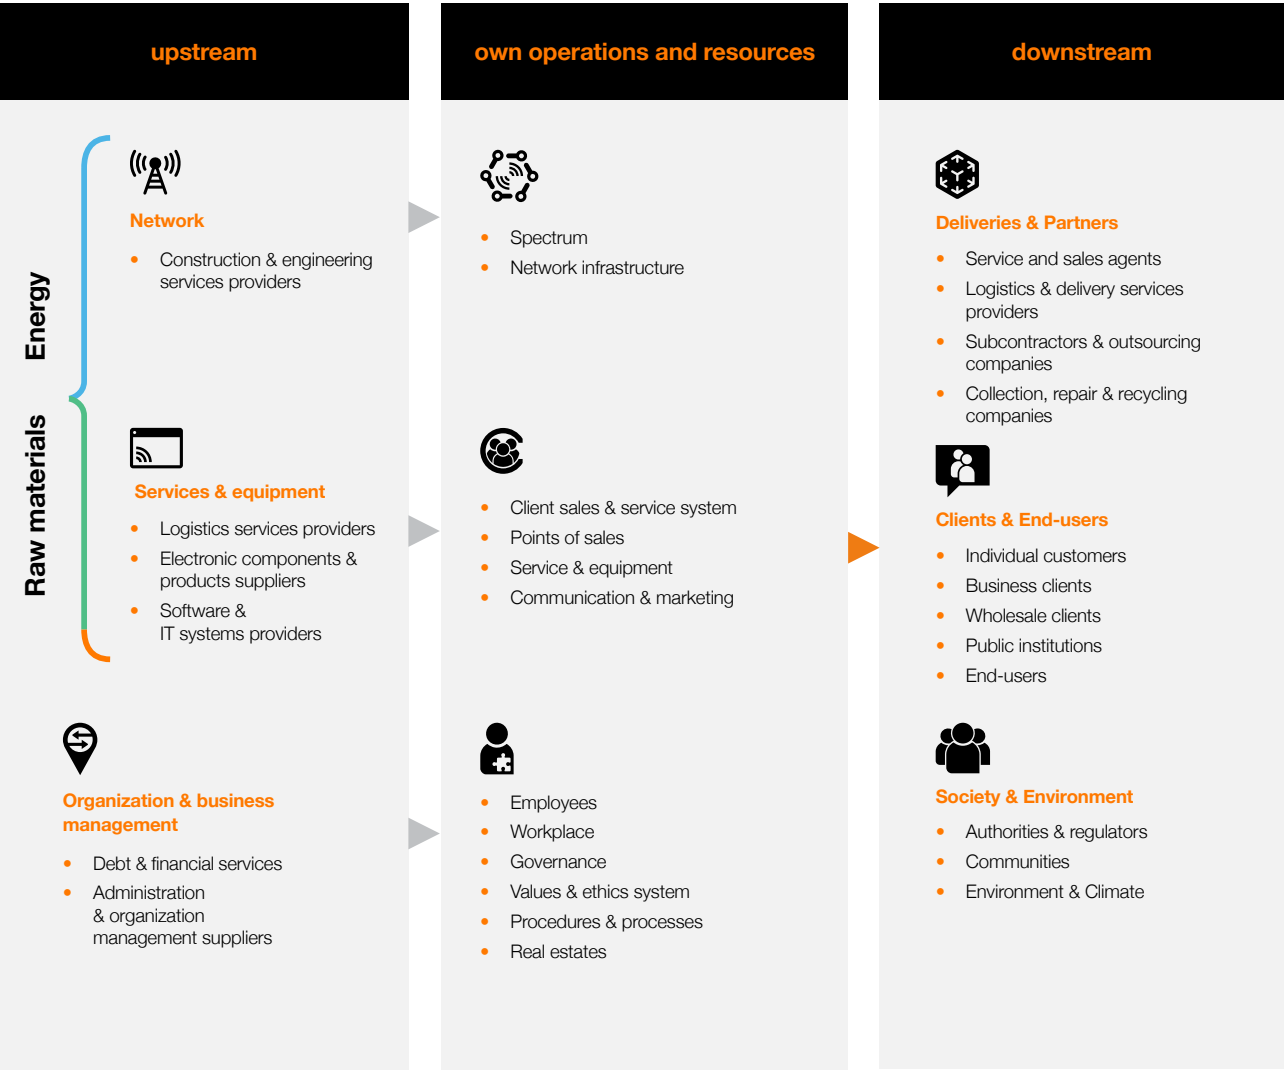 upstream
Energy
Raw materials
Network
• Construction & engineering
services providers
Services & equipment
• Logistics services providers
• Electronic components &
products suppliers
• Software &
IT systems providers
Organization & business
management
• Debt & financial services
• Administration
& organization
management suppliers
own operations and resources
• Spectrum
• Network infrastructure
• Client sales & service system
• Points of sales
• Service & equipment
• Communication & marketing
• Employees
• Workplace
• Governance
• Values & ethics system
• Procedures & processes
• Real estates
downstream
Deliveries & Partners
• Service and sales agents
• Logistics & delivery services
providers
• Subcontractors & outsourcing
companies
• Collection, repair & recycling
companies
Clients & End-users
• Individual customers
• Business clients
• Wholesale clients
• Public institutions
• End-users
Society & Environment
• Authorities & regulators
• Communities
• Environment & Climate